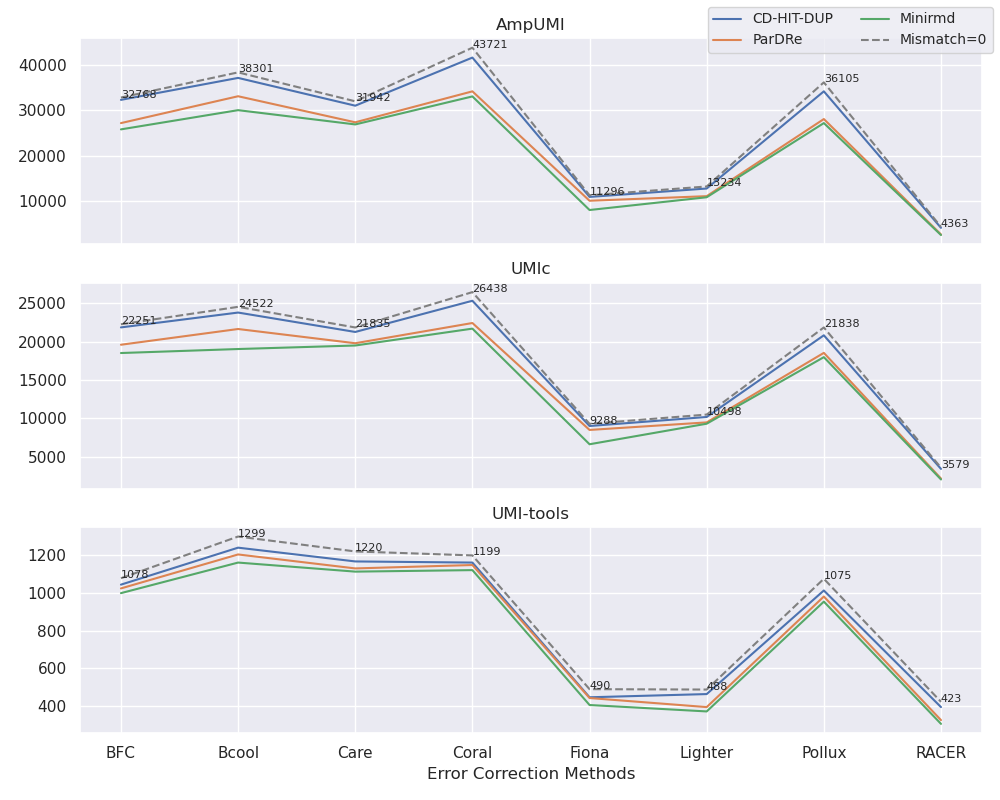 AmpUMI
CD-HIT-DUP
ParDRe
Minirmd
Mismatch=0
40000
30000
20000
10000
32768
38301
31942
43721
11296
13234
36105
4363
UMIc
25000
20000
15000
10000
5000
22251
24522
21835
26438
9288
10498
21838
3579
UMI-tools
1200
1000
800
600
400
1078
1299
1220
1199
490
488
1075
423
BFC
Bcool
Care
Coral
Fiona
Lighter
Pollux
RACER
Error Correction Methods